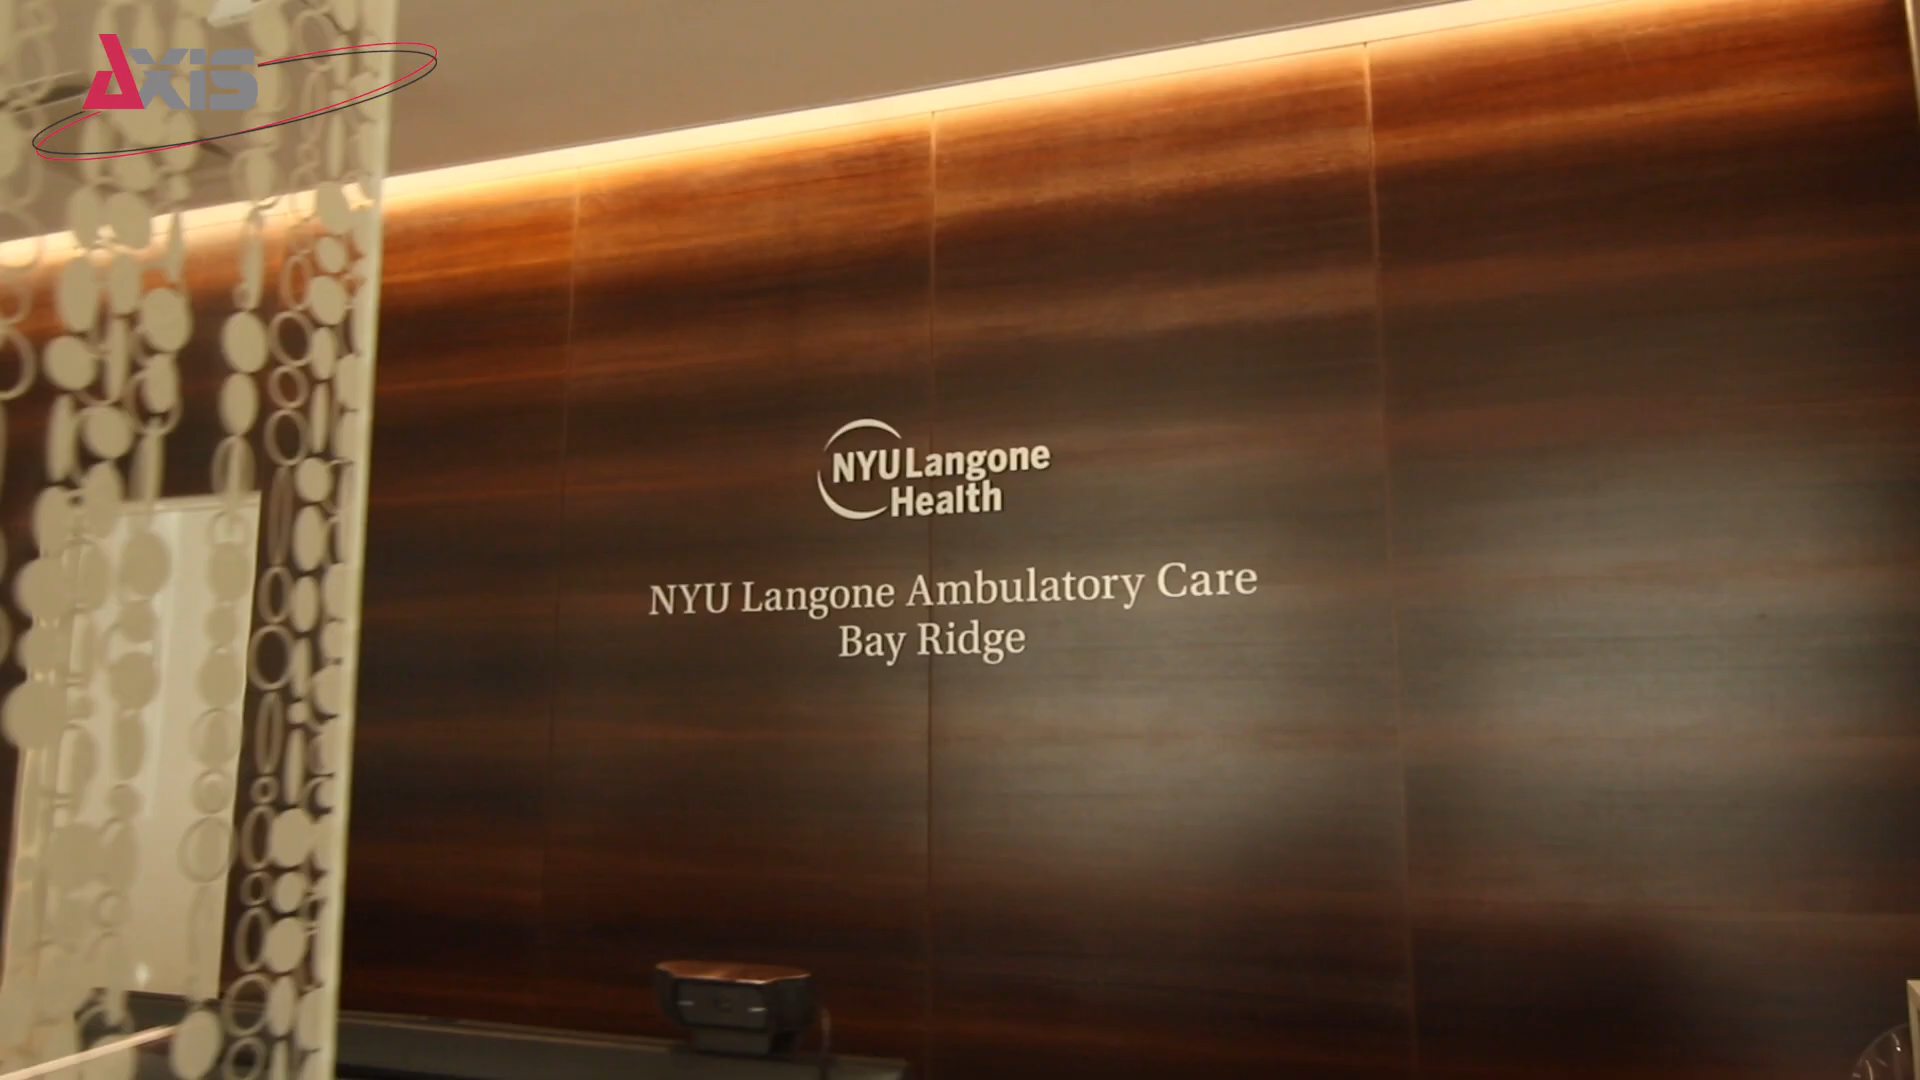 AXIS
NYU Langone
Health
NYU Langone Ambulatory Care
Bay Ridge